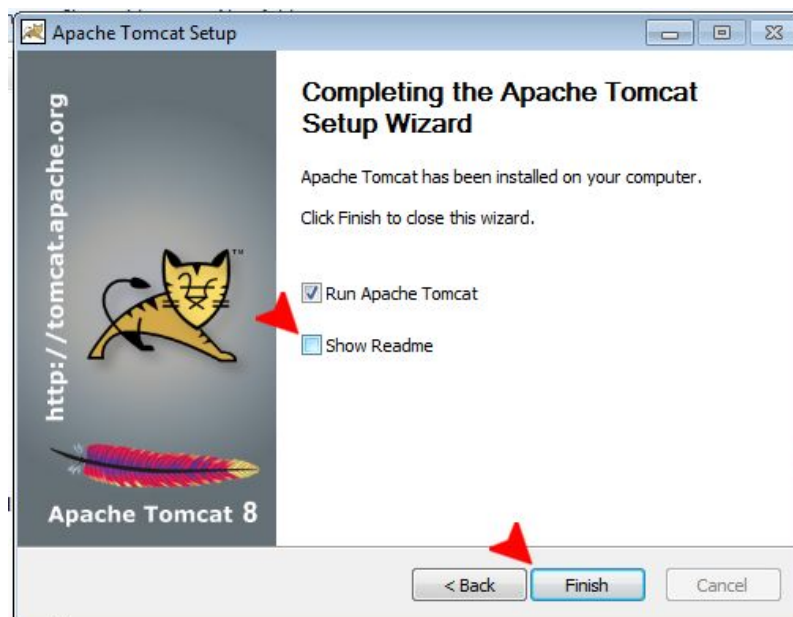 Apache Tomcat Setup
http://tomcat.apache.org
TM
Apache Tomcat 8
Completing the Apache Tomcat
Setup Wizard
Apache Tomcat has been installed on your computer.
Click Finish to close this wizard.
Run Apache Tomcat
Show Readme
< Back
Finish
Cancel